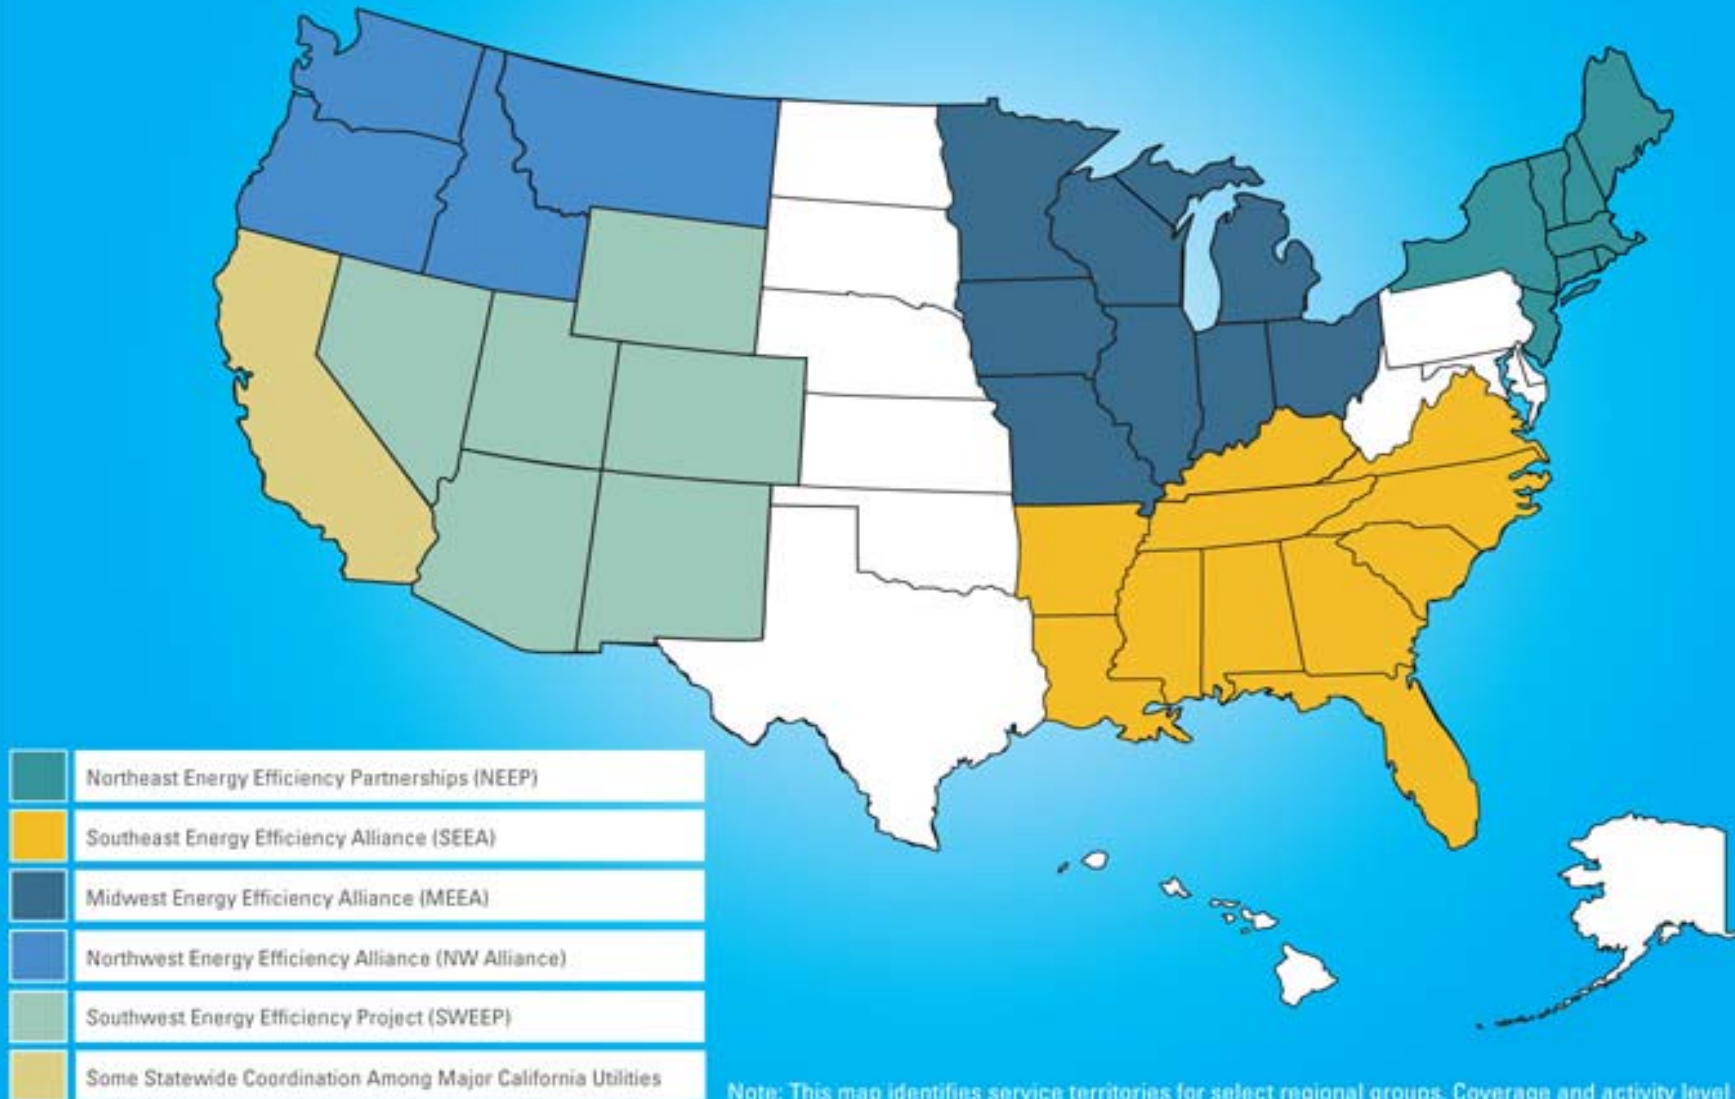 Northeast Energy Efficiency Partnerships (NEEP)
Southeast Energy Efficiency Alliance (SEEA)
Midwest Energy Efficiency Alliance (MEEA)
Northwest Energy Efficiency Alliance (NW Alliance)
Southwest Energy Efficiency Project (SWEEP)
Some Statewide Coordination Among Major California Utilities
Note: This map identifies service territories for select regional groups. Coverage and activity level